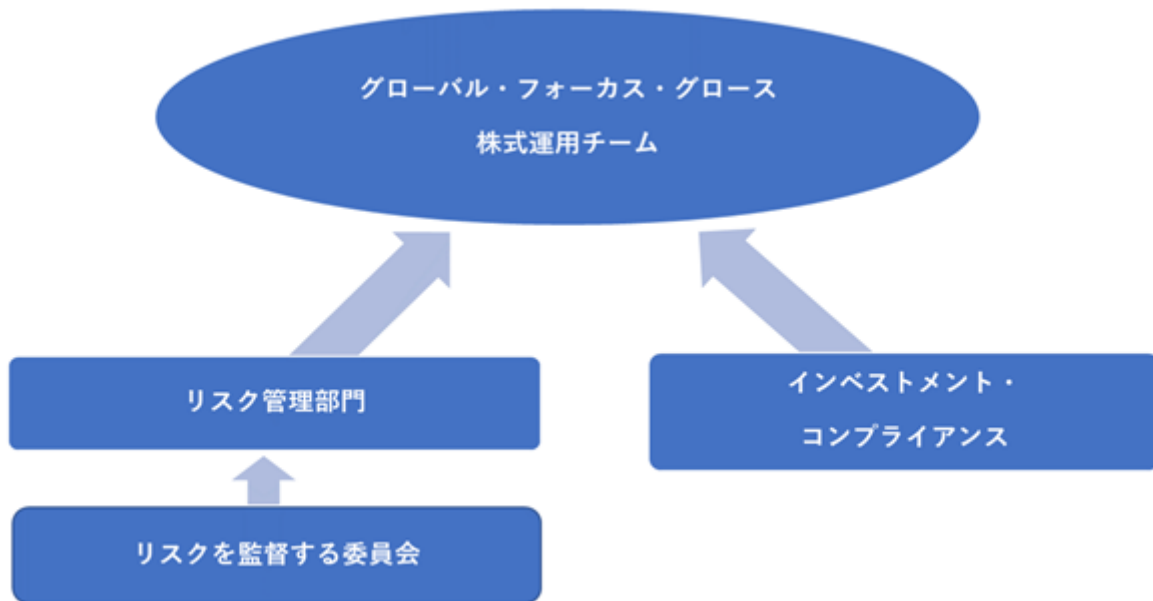 グローバル・フォーカス・グロース
株式運用チーム
リスク管理部門
インベストメント・
コンプライアンス
リスクを監督する委員会